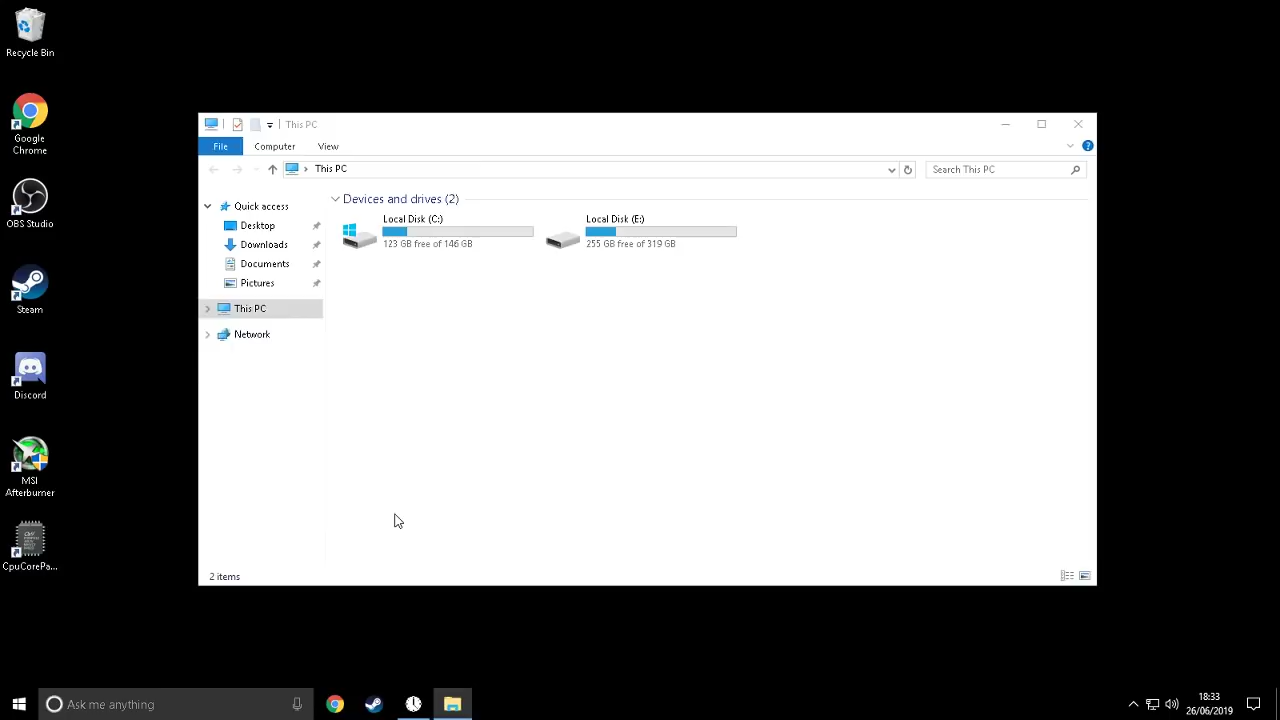 Recycle Bin
Google
Chrome
OBS Studio
Steam
Discord
MSI
Afterburner
CpuCorePa...
This PC
File
Computer
View
This PC
Search This PC
Quick access
Desktop
Downloads
Documents
Pictures
This PC
Network
Devices and drives (2)
Local Disk (C:)
123 GB free of 146 GB
Local Disk (E:)
255 GB free of 319 GB
2 items
Ask me anything
18:33
26/06/2019